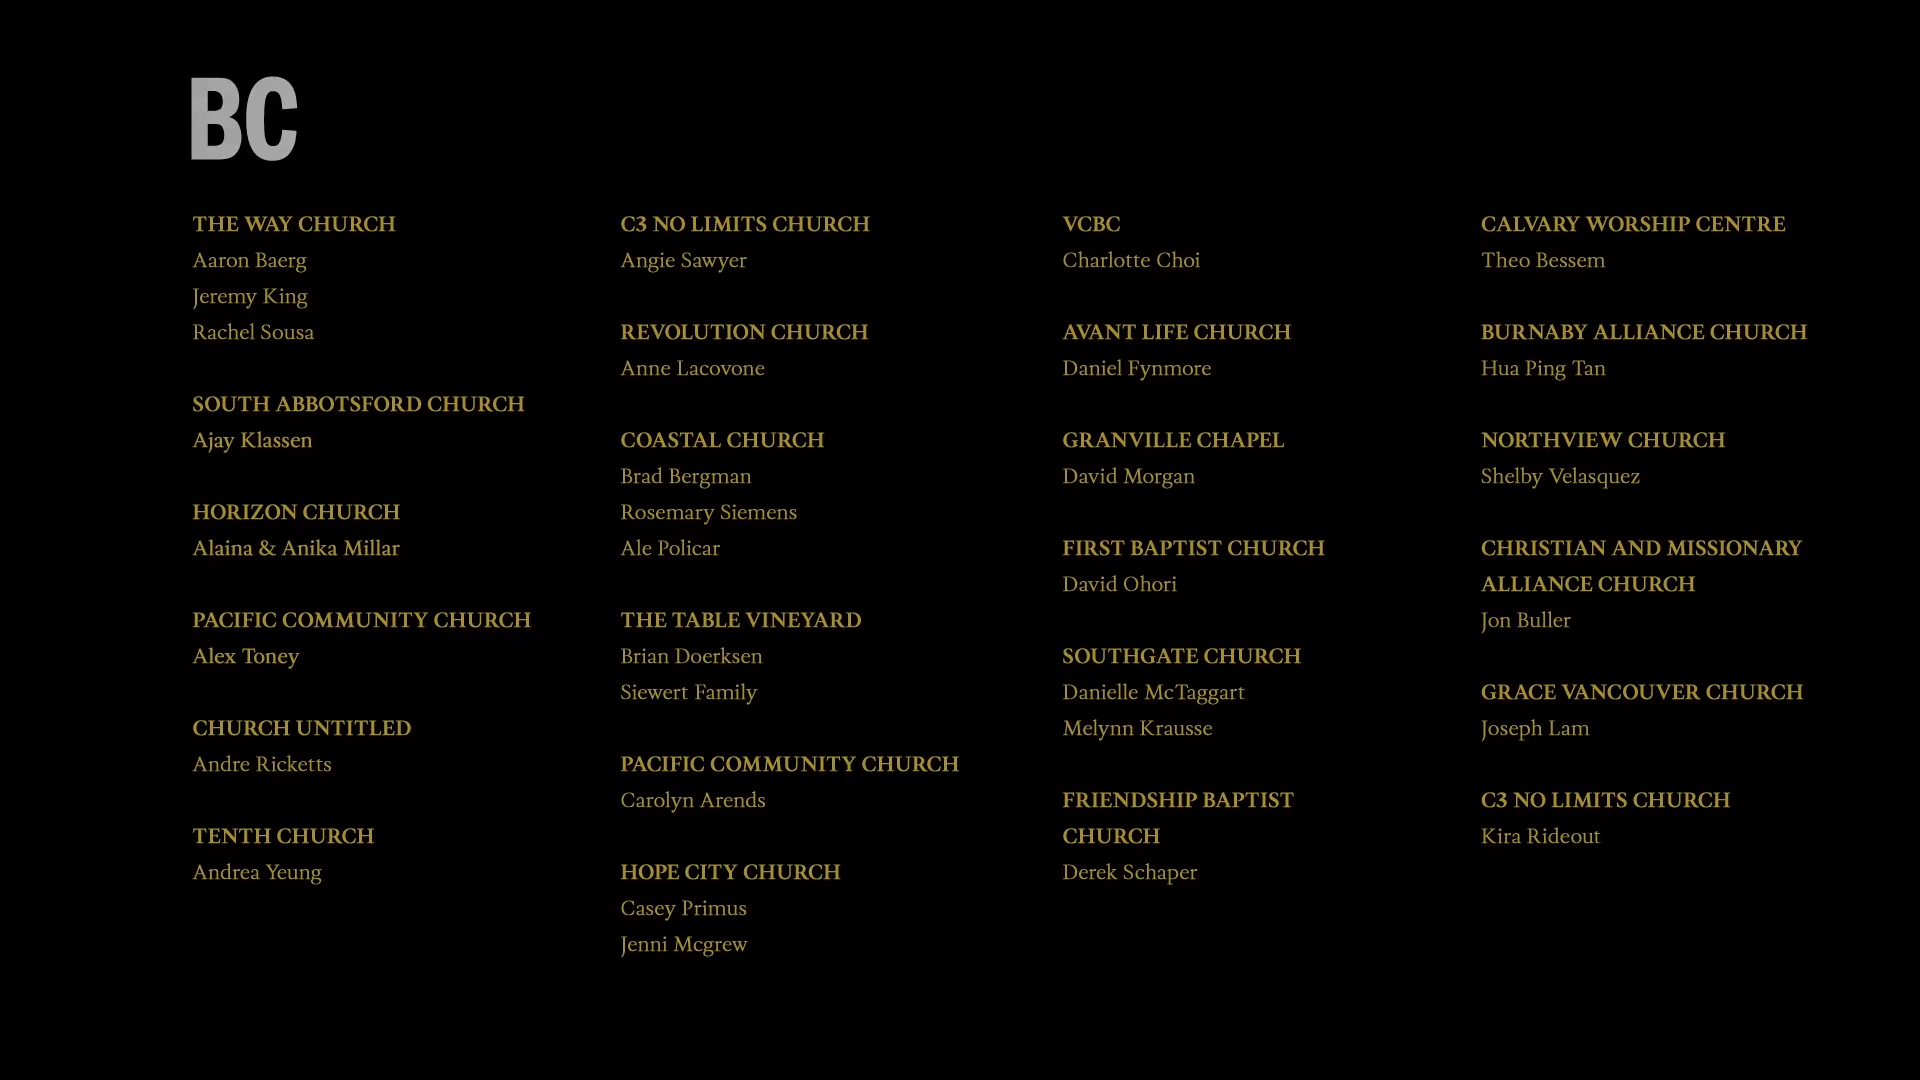 BC
THE WAY CHURCH
Aaron Baerg
Jeremy King
Rachel Sousa
SOUTH ABBOTSFORD CHURCH
Ajay Klassen
HORIZON CHURCH
Alaina & Anika Millar
PACIFIC COMMUNITY CHURCH
Alex Toney
CHURCH UNTITLED
Andre Ricketts
TENTH CHURCH
Andrea Yeung
C3 NO LIMITS CHURCH
Angie Sawyer
REVOLUTION CHURCH
Anne Lacovone
COASTAL CHURCH
Brad Bergman
Rosemary Siemens
Ale Policar
THE TABLE VINEYARD
Brian Doerksen
Siewert Family
PACIFIC COMMUNITY CHURCH
Carolyn Arends
HOPE CITY CHURCH
Casey Primus
Jenni Mcgrew
VCBC
Charlotte Choi
AVANT LIFE CHURCH
Daniel Fynmore
GRANVILLE CHAPEL
David Morgan
FIRST BAPTIST CHURCH
David Ohori
SOUTHGATE CHURCH
Danielle McTaggart
Melynn Krausse
FRIENDSHIP BAPTIST
CHURCH
Derek Schaper
CALVARY WORSHIP CENTRE
Theo Bessem
BURNABY ALLIANCE CHURCH
Hua Ping Tan
NORTHVIEW CHURCH
Shelby Velasquez
CHRISTIAN AND MISSIONARY
ALLIANCE CHURCH
Jon Buller
GRACE VANCOUVER CHURCH
Joseph Lam
C3 NO LIMITS CHURCH
Kira Rideout